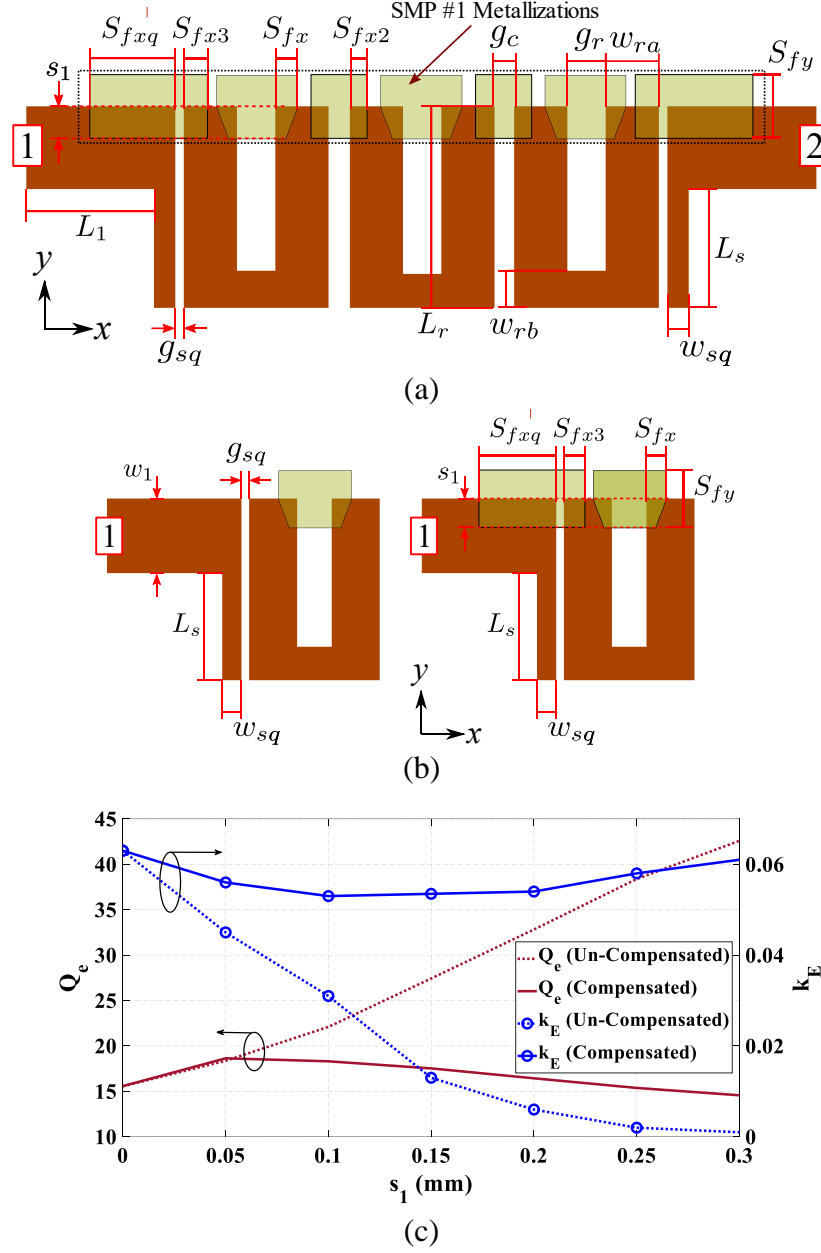 SMP #1 Metallizations
S_{fxq} S_{fx3} S_{fx} S_{fx2} g_c g_r w_{ra} S_{fy}
s_1
1 2
L_1 L_s
y
x L_r w_{rb} w_{sq}
g_{sq}
(a)
w_1 g_{sq} S_{fxq} S_{fx3} S_{fx}
s_1 S_{fy}
1 1
L_s L_s
w_{sq} y x w_{sq}
(b)
45
40
35
30
25
20
15
10
Q_e
0.06
0.04
0.02
0
k_E
Q_e (Un-Compensated)
Q_e (Compensated)
k_E (Un-Compensated)
k_E (Compensated)
0 0.05 0.1 0.15 0.2 0.25 0.3
s_1 (mm)
(c)